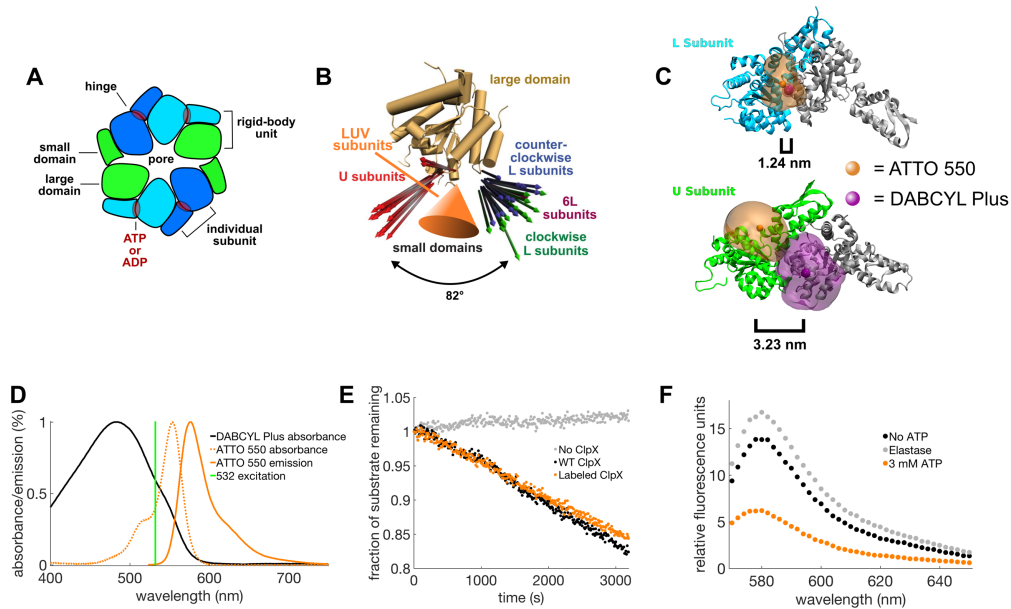 A
hinge
rigid-body
unit
small
domain
pore
large
domain
individual
subunit
ATP
or
ADP
B
large domain
LUV
subunits
U subunits
counter-
clockwise
L subunits
6L
subunits
small domains
clockwise
L subunits
82°
C
L Subunit
1.24 nm
= ATTO 550
= DABCYL Plus
U Subunit
3.23 nm
D
absorbance/emission (%)
1
0.5
0
400
500
600
700
wavelength (nm)
DABCYL Plus absorbance
ATTO 550 absorbance
ATTO 550 emission
532 excitation
E
fraction of substrate remaining
1.05
1
0.95
0.9
0.85
0.8
0
1000
2000
3000
time (s)
No ClpX
WT ClpX
Labeled ClpX
F
relative fluorescence units
15
10
5
0
580
600
620
640
wavelength (nm)
No ATP
Elastase
3 mM ATP